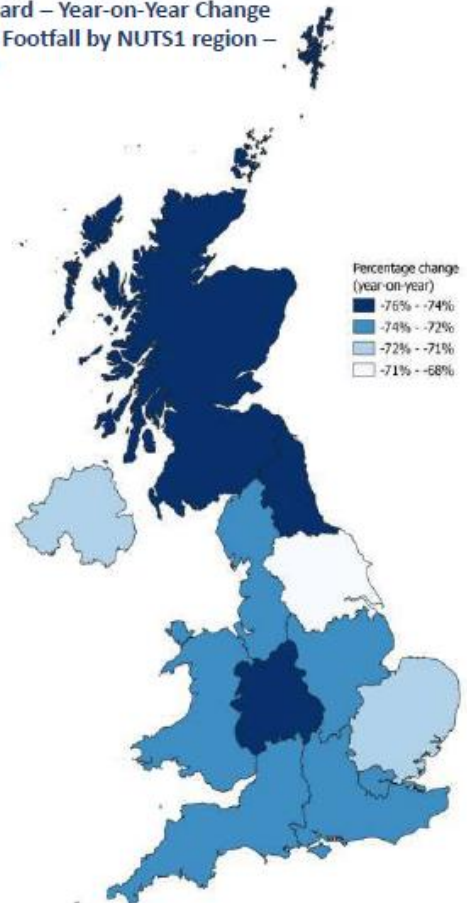 ard – Year-on-Year Change
Footfall by NUTS1 region –
Percentage change
(year-on-year)
-76% - -74%
-74% - -72%
-72% - -71%
-71% - -68%